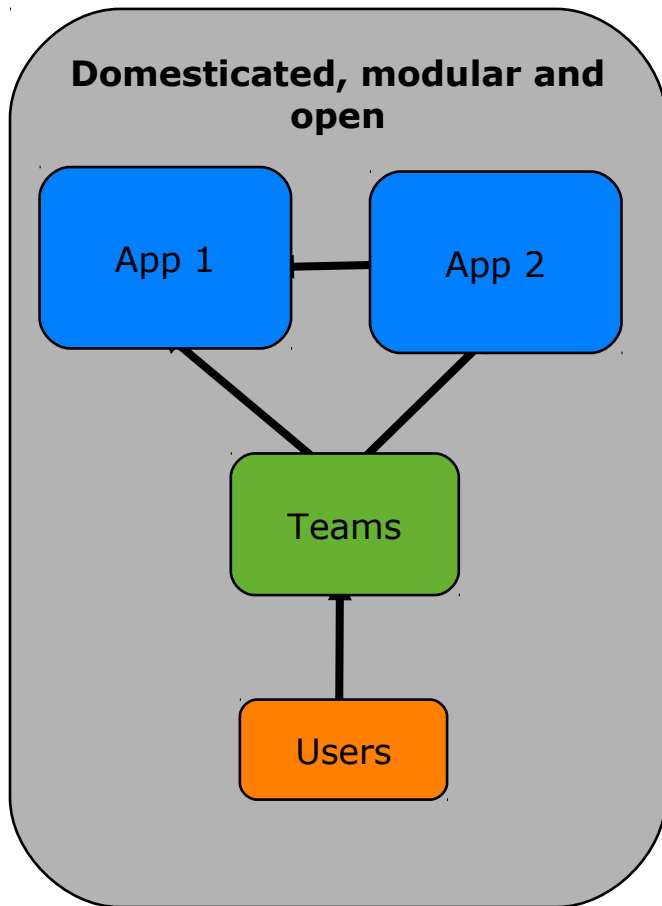 Domesticated, modular and
open
App 1
App 2
Teams
Users